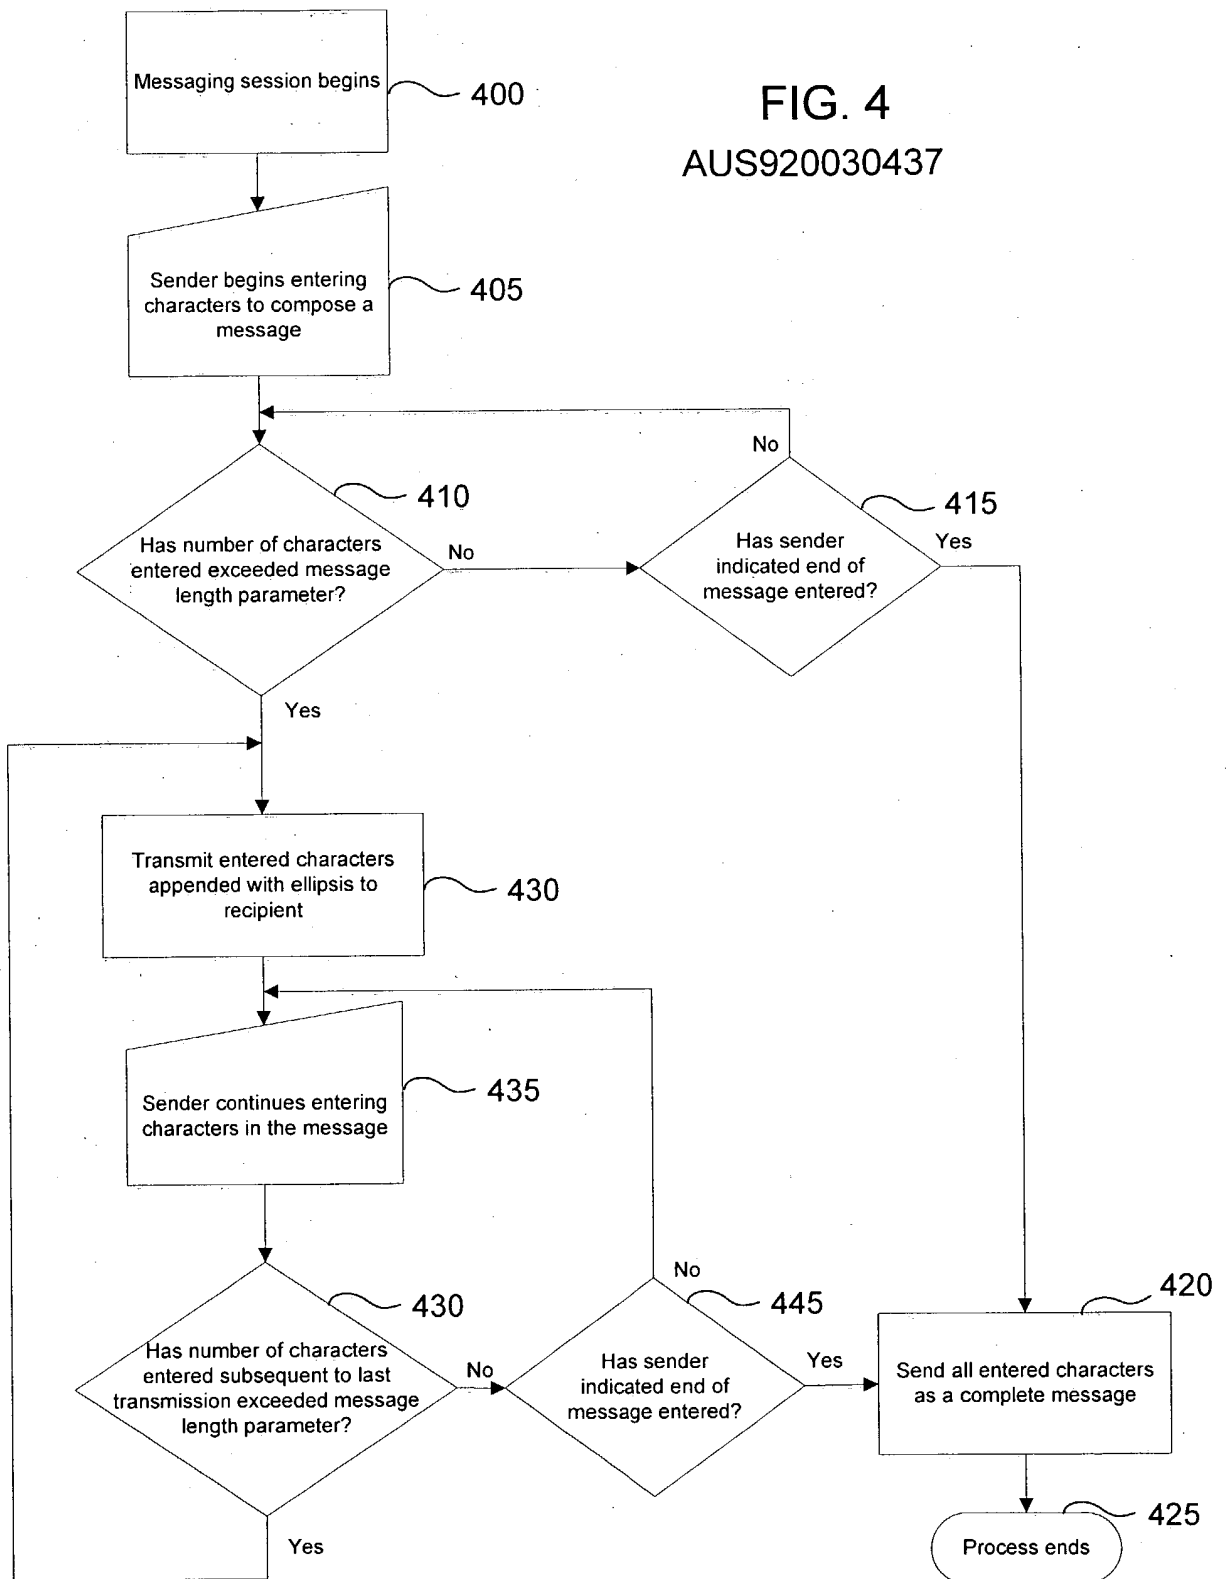 Messaging session begins
400
FIG. 4
AUS920030437
Sender begins entering
characters to compose a
message
405
No
410
415
Has number of characters
entered exceeded message
length parameter?
No
Has sender
indicated end of
message entered?
Yes
Yes
Transmit entered characters
appended with ellipsis to
recipient
430
Sender continues entering
characters in the message
435
No
430
445
420
Has number of characters
entered subsequent to last
transmission exceeded message
length parameter?
No
Has sender
indicated end of
message entered?
Yes
Send all entered characters
as a complete message
Yes
425
Process ends